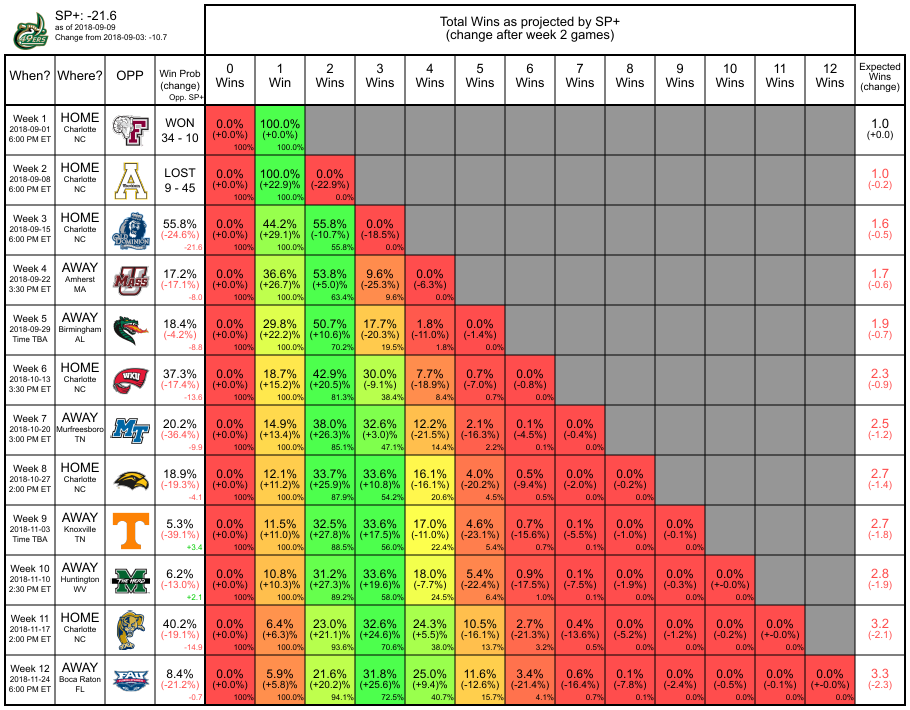 SP+: -21.6
as of 2018-09-09
Change from 2018-09-03: -10.7
Total Wins as projected by SP+
(change after week 2 games)
When? Where? OPP Win Prob (change) Opp. SP+ 0 Wins 1 Win 2 Wins 3 Wins 4 Wins 5 Wins 6 Wins 7 Wins 8 Wins 9 Wins 10 Wins 11 Wins 12 Wins Expected Wins (change)
Week 1 HOME WON 0.0% 100.0% 1.0
2018-09-01 Charlotte F 34 - 10 (+0.0%) (+0.0%) (+0.0)
6:00 PM ET NC 100% 100.0%
Week 2 HOME A LOST 0.0% 100.0% 0.0% 1.0
2018-09-08 Charlotte 9 - 45 (+0.0%) (+22.9)% (-22.9%) (-0.2)
6:00 PM ET NC 100% 100.0% 0.0%
Week 3 HOME 55.8% 0.0% 44.2% 55.8% 0.0% 1.6
2018-09-15 Charlotte OLD DOMINION (-24.6%) (+0.0%) (+29.1)% (-10.7%) (-18.5%) (-0.5)
6:00 PM ET NC -21.6 100% 100.0% 55.8% 0.0%
Week 4 AWAY 17.2% 0.0% 36.6% 53.8% 9.6% 0.0% 1.7
2018-09-22 Amherst UMASS (-17.1%) (+0.0%) (+26.7)% (+5.0)% (-25.3%) (-6.3%) (-0.6)
3:30 PM ET MA -8.0 100% 100.0% 63.4% 9.6% 0.0%
Week 5 AWAY 18.4% 0.0% 29.8% 50.7% 17.7% 1.8% 0.0% 1.9
2018-09-29 Birmingham (-4.2%) (+0.0%) (+22.2)% (+10.6)% (-20.3%) (-11.0%) (-1.4%) (-0.7)
Time TBA AL -8.8 100% 100.0% 70.2% 19.5% 1.8% 0.0%
Week 6 HOME 37.3% 0.0% 18.7% 42.9% 30.0% 7.7% 0.7% 0.0% 2.3
2018-10-13 Charlotte WKU (-17.4%) (+0.0%) (+15.2)% (+20.5)% (-9.1%) (-18.9%) (-7.0%) (-0.8%) (-0.9)
3:30 PM ET NC -13.6 100% 100.0% 81.3% 38.4% 8.4% 0.7% 0.0%
Week 7 AWAY 20.2% 0.0% 14.9% 38.0% 32.6% 12.2% 2.1% 0.1% 0.0% 2.5
2018-10-20 Murfreesboro MT (-36.4%) (+0.0%) (+13.4)% (+26.3)% (+3.0)% (-21.5%) (-16.3%) (-4.5%) (-0.4%) (-1.2)
3:00 PM ET TN -9.9 100% 100.0% 85.1% 47.1% 14.4% 2.2% 0.1% 0.0%
Week 8 HOME 18.9% 0.0% 12.1% 33.7% 33.6% 16.1% 4.0% 0.5% 0.0% 0.0% 2.7
2018-10-27 Charlotte (-19.3%) (+0.0%) (+11.2)% (+25.9)% (+10.8)% (-16.1%) (-20.2%) (-9.4%) (-2.0%) (-0.2%) (-1.4)
2:00 PM ET NC -4.1 100% 100.0% 87.9% 54.2% 20.6% 4.5% 0.5% 0.0% 0.0%
Week 9 AWAY 5.3% 0.0% 11.5% 32.5% 33.6% 17.0% 4.6% 0.7% 0.1% 0.0% 0.0% 2.7
2018-11-03 Knoxville T (-39.1%) (+0.0%) (+11.0)% (+27.8)% (+17.5)% (-11.0%) (-23.1%) (-15.6%) (-5.5%) (-1.0%) (-0.1%) (-1.8)
Time TBA TN +3.4 100% 100.0% 88.5% 56.0% 22.4% 5.4% 0.7% 0.1% 0.0% 0.0%
Week 10 AWAY 6.2% 0.0% 10.8% 31.2% 33.6% 18.0% 5.4% 0.9% 0.1% 0.0% 0.0% 0.0% 2.8
2018-11-10 Huntington THE HERD (-13.0%) (+0.0%) (+10.3)% (+27.3)% (+19.6)% (-7.7%) (-22.4%) (-17.5%) (-7.5%) (-1.9%) (-0.3%) (+-0.0%) (-1.9)
2:30 PM ET WV +2.1 100% 100.0% 89.2% 58.0% 24.5% 6.4% 1.0% 0.1% 0.0% 0.0% 0.0%
Week 11 HOME 40.2% 0.0% 6.4% 23.0% 32.6% 24.3% 10.5% 2.7% 0.4% 0.0% 0.0% 0.0% 0.0% 3.2
2018-11-17 Charlotte (-19.1%) (+0.0%) (+6.3)% (+21.1)% (+24.6)% (+5.5)% (-16.1%) (-21.3%) (-13.6%) (-5.2%) (-1.2%) (-0.2%) (+-0.0%) (-2.1)
2:00 PM ET NC -14.9 100% 100.0% 93.6% 70.6% 38.0% 13.7% 3.2% 0.5% 0.0% 0.0% 0.0% 0.0%
Week 12 AWAY 8.4% 0.0% 5.9% 21.6% 31.8% 25.0% 11.6% 3.4% 0.6% 0.1% 0.0% 0.0% 0.0% 0.0% 3.3
2018-11-24 Boca Raton FAU (-21.2%) (+0.0%) (+5.8)% (+20.2)% (+25.6)% (+9.4)% (-12.6%) (-21.4%) (-16.4%) (-7.8%) (-2.4%) (-0.5%) (-0.1%) (+-0.0%) (-2.3)
6:00 PM ET FL -0.7 100% 100.0% 94.1% 72.5% 40.7% 15.7% 4.1% 0.7% 0.1% 0.0% 0.0% 0.0% 0.0%